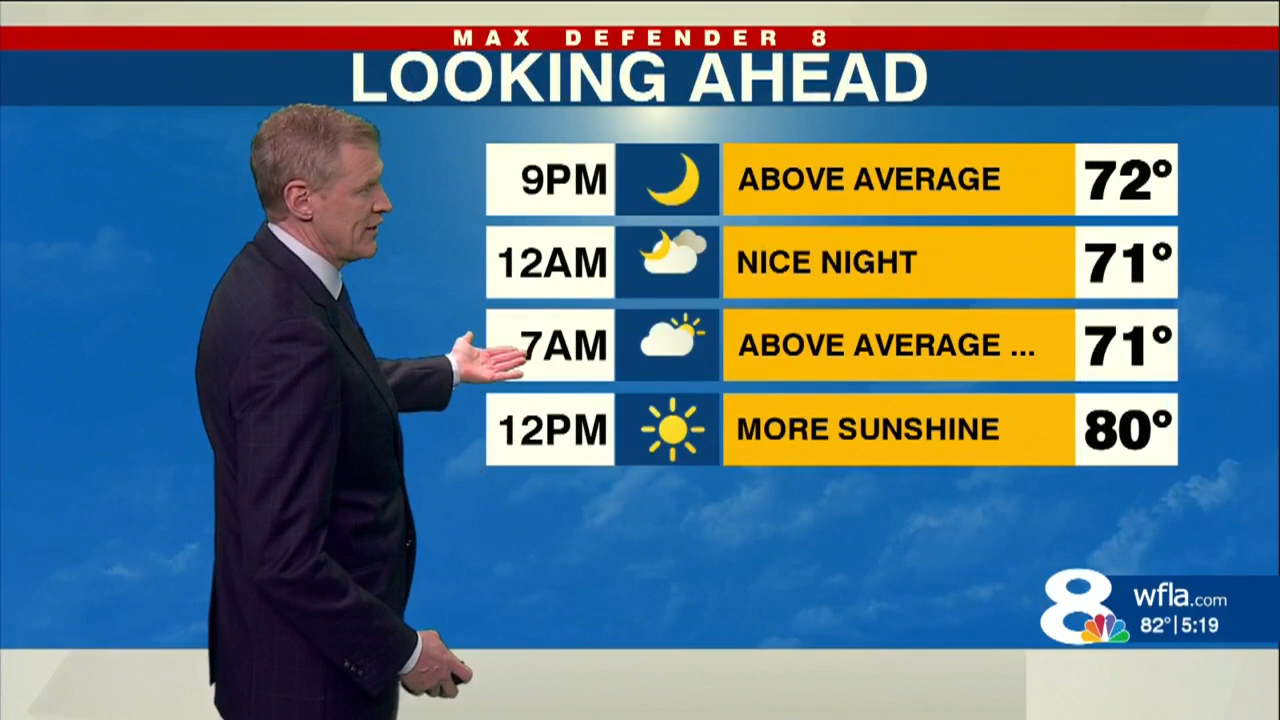 MAX DEFENDER 8
LOOKING AHEAD
9PM ABOVE AVERAGE 72°
12AM NICE NIGHT 71°
7AM ABOVE AVERAGE ... 71°
12PM MORE SUNSHINE 80°
8 wfla.com
82° | 5:19